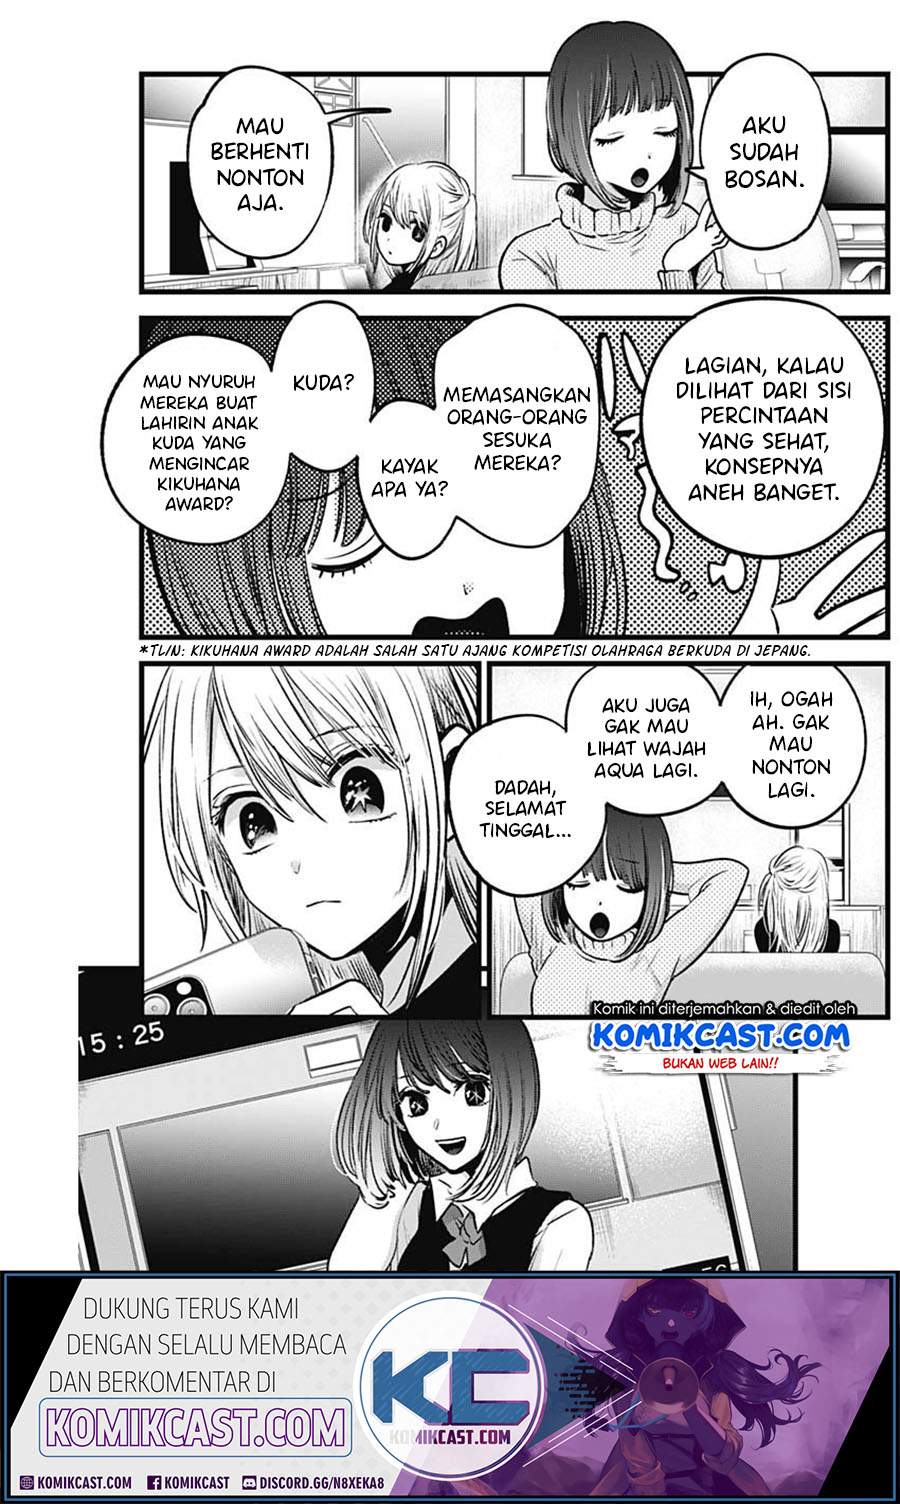 AKU
SUDAH
BOSAN.
MAU
BERHENTI
NONTON
AJA.
LAGIAN, KALAU
DILIHAT DARI SISI
PERCINTAAN
YANG SEHAT,
KONSEPNYA
ANEH BANGET.
MEMASANGKAN
ORANG-ORANG
SESUKA
MEREKA?
KAYAK
APA YA?
KUDA?
MAU NYURUH
MEREKA BUAT
LAHIRIN ANAK
KUDA YANG
MENGINCAR
KIKUHANA
AWARD?
*TL/N: KIKUHANA AWARD ADALAH SALAH SATU AJANG KOMPETISI OLAHRAGA BERKUDA DI JEPANG.
IH, OGAH
AH. GAK
MAU
NONTON
LAGI.
AKU JUGA
GAK MAU
LIHAT WAJAH
AQUA LAGI.
DADAH,
SELAMAT
TINGGAL...
Komik ini diterjemahkan & diedit oleh
KOMIKCAST.COM
BUKAN WEB LAIN!!
15:25
DUKUNG TERUS KAMI
DENGAN SELALU MEMBACA
DAN BERKOMENTAR DI
KOMIKCAST.COM
KC
KOMIKCAST.COM
KOMIKCAST.COM
KOMIKCAST
DISCORD.GG/N8XEKA8